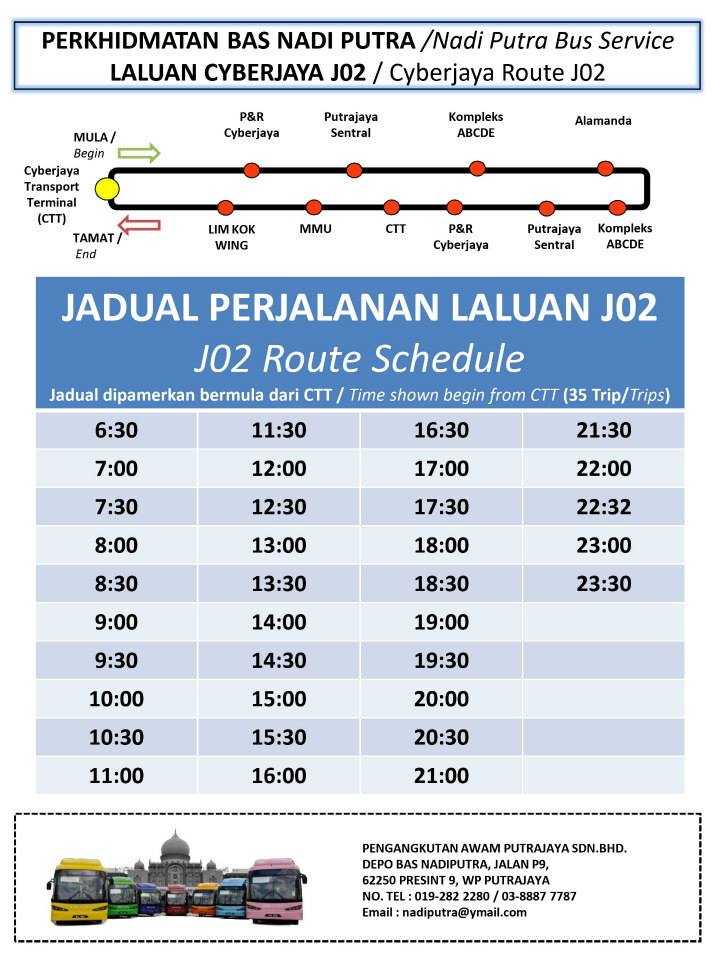 PERKHIDMATAN BAS NADI PUTRA /Nadi Putra Bus Service
LALUAN CYBERJAYA J02 / Cyberjaya Route J02
MULA /
Begin
P&R
Cyberjaya
Putrajaya
Sentral
Kompleks
ABCDE
Alamanda
Cyberjaya
Transport
Terminal
(CTT)
TAMAT /
End
LIM KOK
WING
MMU
CTT
P&R
Cyberjaya
Putrajaya
Sentral
Kompleks
ABCDE
JADUAL PERJALANAN LALUAN J02
J02 Route Schedule
Jadual dipamerkan bermula dari CTT / Time shown begin from CTT (35 Trip/Trips)
6:30 11:30 16:30 21:30
7:00 12:00 17:00 22:00
7:30 12:30 17:30 22:32
8:00 13:00 18:00 23:00
8:30 13:30 18:30 23:30
9:00 14:00 19:00
9:30 14:30 19:30
10:00 15:00 20:00
10:30 15:30 20:30
11:00 16:00 21:00
PENGANGKUTAN AWAM PUTRAJAYA SDN.BHD.
DEPO BAS NADIPUTRA, JALAN P9,
62250 PRESINT 9, WP PUTRAJAYA
NO. TEL : 019-282 2280 / 03-8887 7787
Email : nadiputra@ymail.com